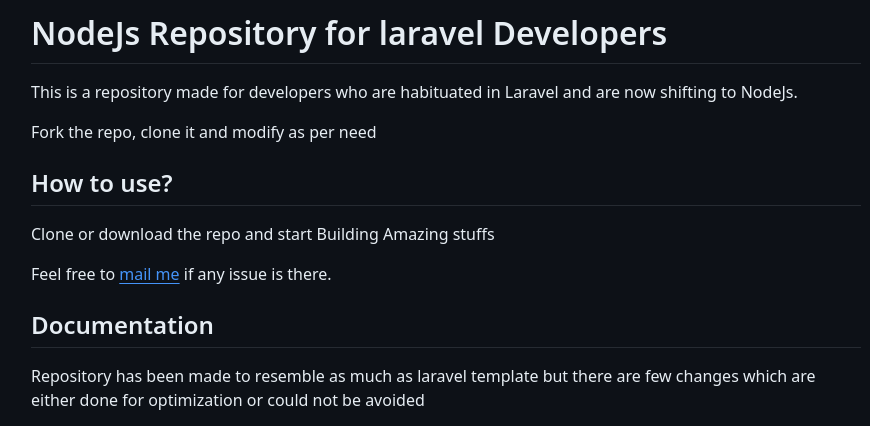 NodeJs Repository for laravel Developers
This is a repository made for developers who are habituated in Laravel and are now shifting to NodeJs.
Fork the repo, clone it and modify as per need
How to use?
Clone or download the repo and start Building Amazing stuffs
Feel free to mail me if any issue is there.
Documentation
Repository has been made to resemble as much as laravel template but there are few changes which are
either done for optimization or could not be avoided